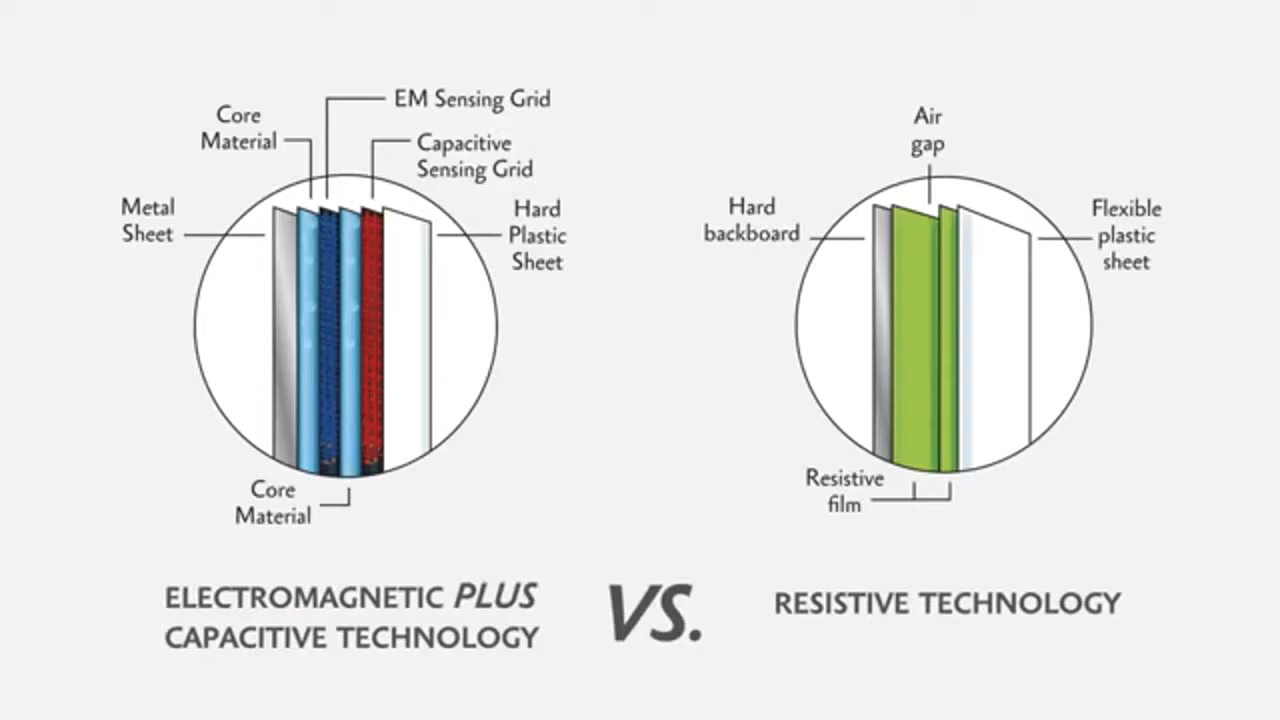 EM Sensing Grid
Core
Material
Capacitive
Sensing Grid
Metal
Sheet
Hard
Plastic
Sheet
Core
Material
ELECTROMAGNETIC PLUS
CAPACITIVE TECHNOLOGY
VS.
Air
gap
Hard
backboard
Flexible
plastic
sheet
Resistive
film
RESISTIVE TECHNOLOGY